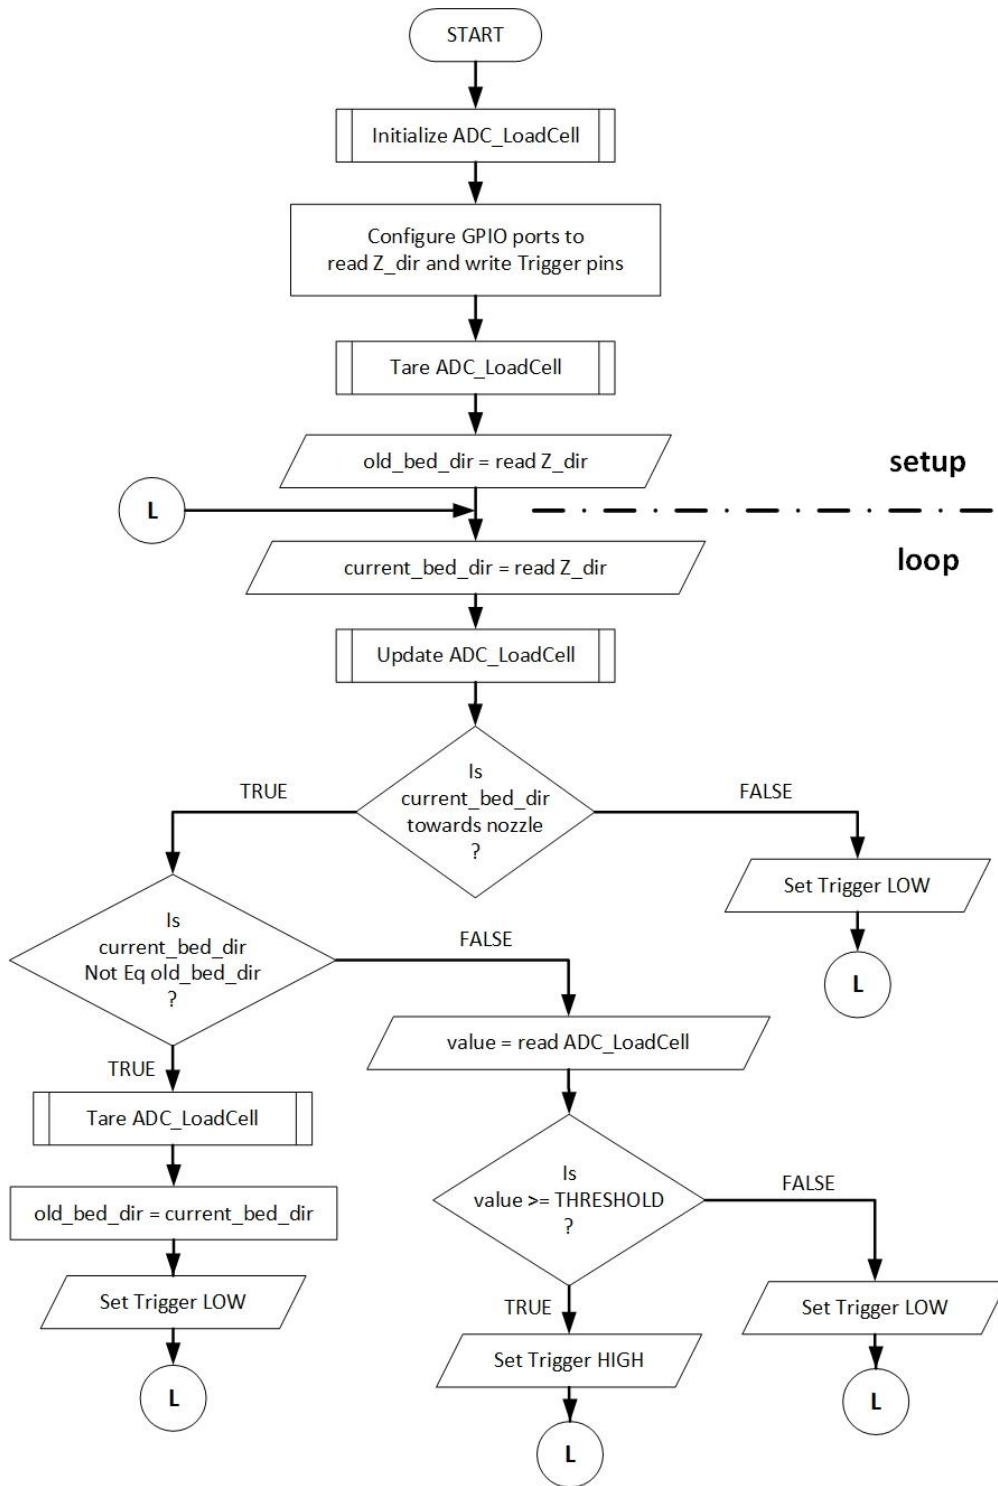 START
Initialize ADC_LoadCell
Configure GPIO ports to
read Z_dir and write Trigger pins
Tare ADC_LoadCell
old_bed_dir = read Z_dir
setup
L
loop
current_bed_dir = read Z_dir
Update ADC_LoadCell
Is
current_bed_dir
towards nozzle
?
TRUE
FALSE
Set Trigger LOW
L
Is
current_bed_dir
Not Eq old_bed_dir
?
FALSE
value = read ADC_LoadCell
TRUE
Tare ADC_LoadCell
old_bed_dir = current_bed_dir
Set Trigger LOW
L
Is
value >= THRESHOLD
?
FALSE
Set Trigger LOW
L
TRUE
Set Trigger HIGH
L